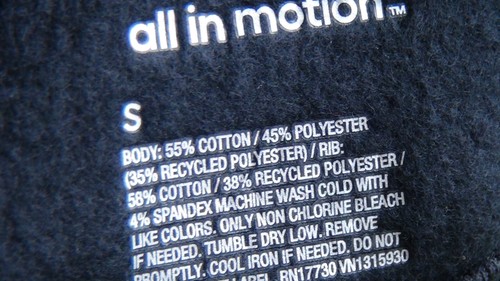 all in motion™
S
BODY: 55% COTTON / 45% POLYESTER
(35% RECYCLED POLYESTER) / RIB:
58% COTTON / 38% RECYCLED POLYESTER /
4% SPANDEX MACHINE WASH COLD WITH
LIKE COLORS. ONLY NON CHLORINE BLEACH
IF NEEDED. TUMBLE DRY LOW. REMOVE
PROMPTLY. COOL IRON IF NEEDED. DO NOT
LABEL. RN17730 VN1315930